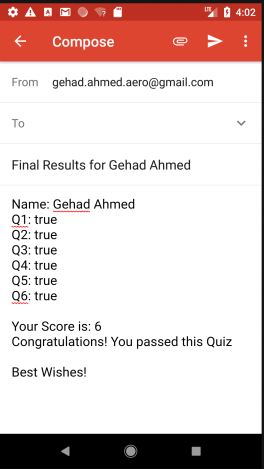 4:02
Compose
From gehad.ahmed.aero@gmail.com
To
Final Results for Gehad Ahmed
Name: Gehad Ahmed
Q1: true
Q2: true
Q3: true
Q4: true
Q5: true
Q6: true
Your Score is: 6
Congratulations! You passed this Quiz
Best Wishes!